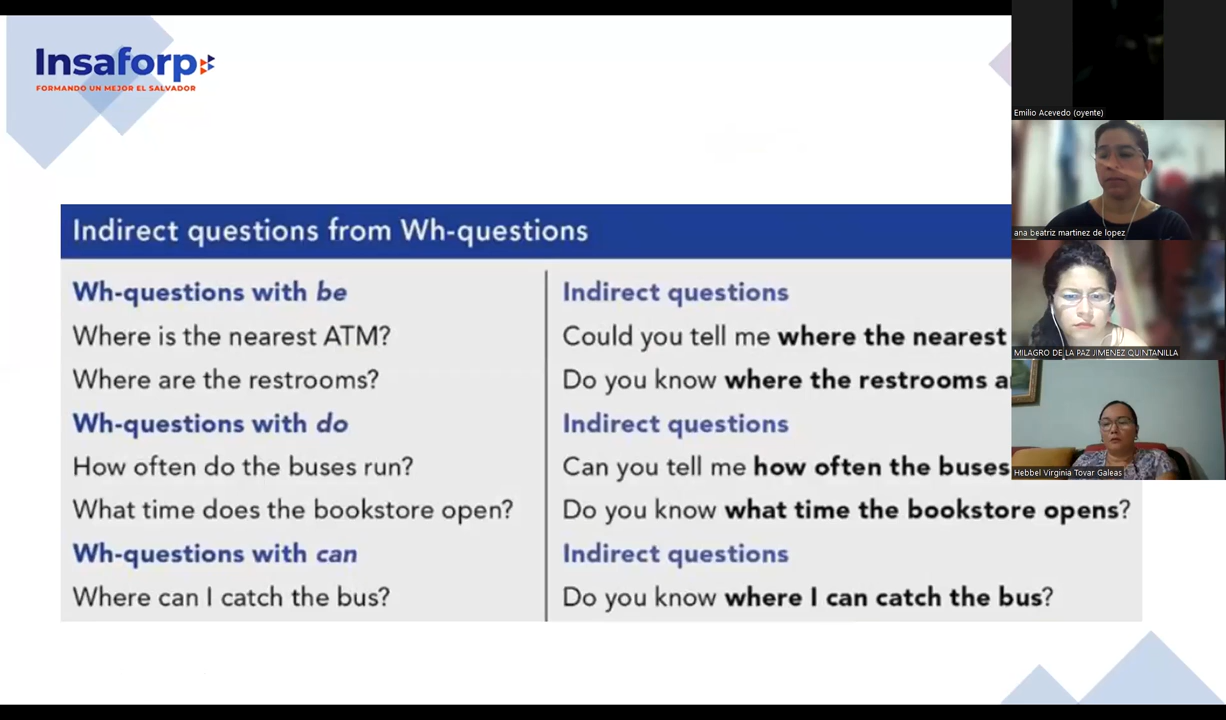 Insaforp
FORMANDO UN MEJOR EL SALVADOR
Indirect questions from Wh-questions
Wh-questions with be
Where is the nearest ATM?
Where are the restrooms?
Wh-questions with do
How often do the buses run?
What time does the bookstore open?
Wh-questions with can
Where can I catch the bus?
Indirect questions
Could you tell me where the nearest
Do you know where the restrooms
Indirect questions
Can you tell me how often the buses
Do you know what time the bookstore opens?
Indirect questions
Do you know where I can catch the bus?
Emilio Acevedo (oyente)
ana beatriz martinez de lopez
MILAGRO DE LA PAZ JIMENEZ QUINTANILLA
Hebbel Virginia Tovar Galeas